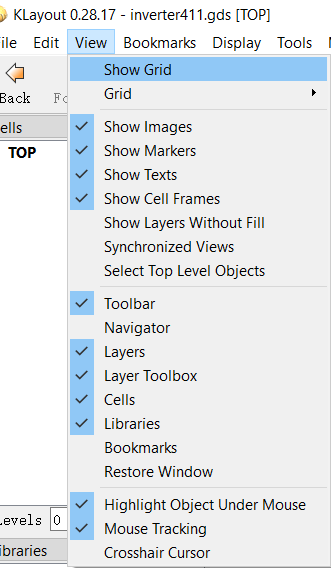 KLayout 0.28.17 - inverter411.gds [TOP]
ile Edit View Bookmarks Display Tools
Back
ells
TOP
Show Grid
Grid
Show Images
Show Markers
Show Texts
Show Cell Frames
Show Layers Without Fill
Synchronized Views
Select Top Level Objects
Toolbar
Navigator
Layers
Layer Toolbox
Cells
Libraries
Bookmarks
Restore Window
Highlight Object Under Mouse
Mouse Tracking
Crosshair Cursor
evels 0
ibraries